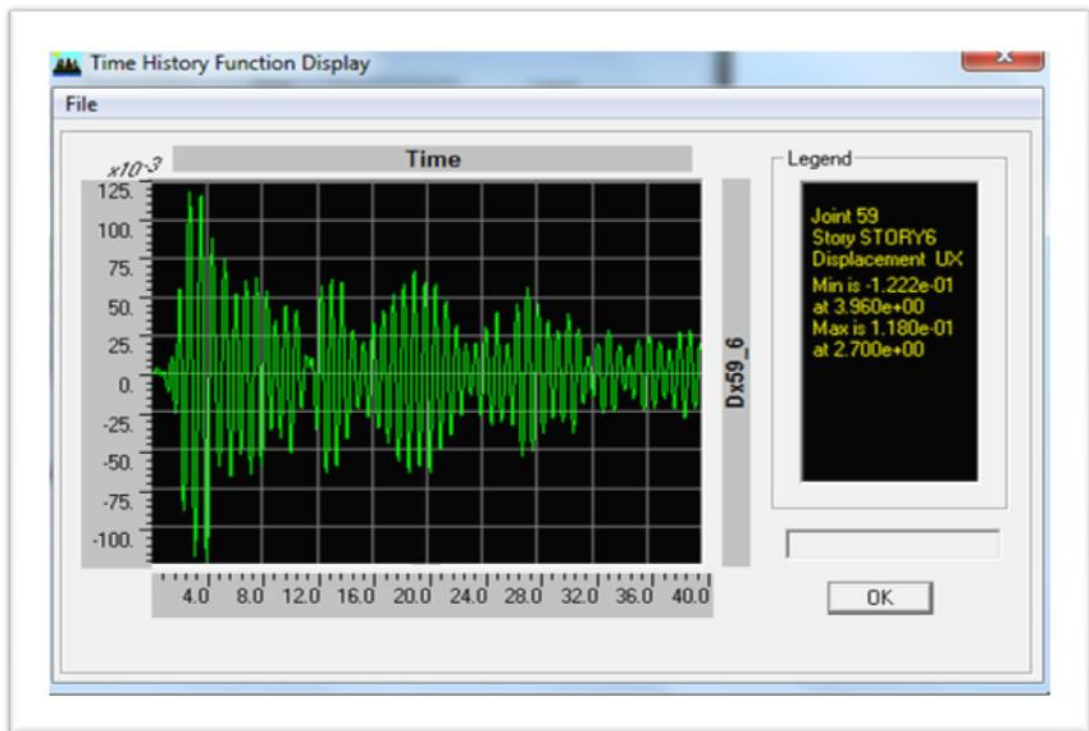 Time History Function Display
File
Time
x10-3
125.
100.
75.
50.
25.
0.
-25.
-50.
-75.
-100.
4.0 8.0 12.0 16.0 20.0 24.0 28.0 32.0 36.0 40.0
Dx59_6
Legend
Joint 59
Story STORY6
Displacement UX
Min is -1.222e-01
at 3.960e+00
Max is 1.180e-01
at 2.700e+00
OK